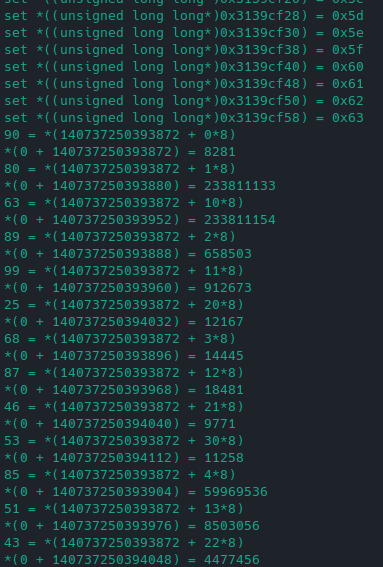 set *((unsigned long long*)0x3139cf28) = 0x5d
set *((unsigned long long*)0x3139cf30) = 0x5e
set *((unsigned long long*)0x3139cf38) = 0x5f
set *((unsigned long long*)0x3139cf40) = 0x60
set *((unsigned long long*)0x3139cf48) = 0x61
set *((unsigned long long*)0x3139cf50) = 0x62
set *((unsigned long long*)0x3139cf58) = 0x63
90 = *(140737250393872 + 0*8)
*(0 + 140737250393872) = 8281
80 = *(140737250393872 + 1*8)
*(0 + 140737250393880) = 233811133
63 = *(140737250393872 + 10*8)
*(0 + 140737250393952) = 233811154
89 = *(140737250393872 + 2*8)
*(0 + 140737250393888) = 658503
99 = *(140737250393872 + 11*8)
*(0 + 140737250393960) = 912673
25 = *(140737250393872 + 20*8)
*(0 + 140737250394032) = 12167
68 = *(140737250393872 + 3*8)
*(0 + 140737250393896) = 14445
87 = *(140737250393872 + 12*8)
*(0 + 140737250393968) = 18481
46 = *(140737250393872 + 21*8)
*(0 + 140737250394040) = 9771
53 = *(140737250393872 + 30*8)
*(0 + 140737250394112) = 11258
85 = *(140737250393872 + 4*8)
*(0 + 140737250393904) = 59969536
51 = *(140737250393872 + 13*8)
*(0 + 140737250393976) = 8503056
43 = *(140737250393872 + 22*8)
*(0 + 140737250394048) = 4477456